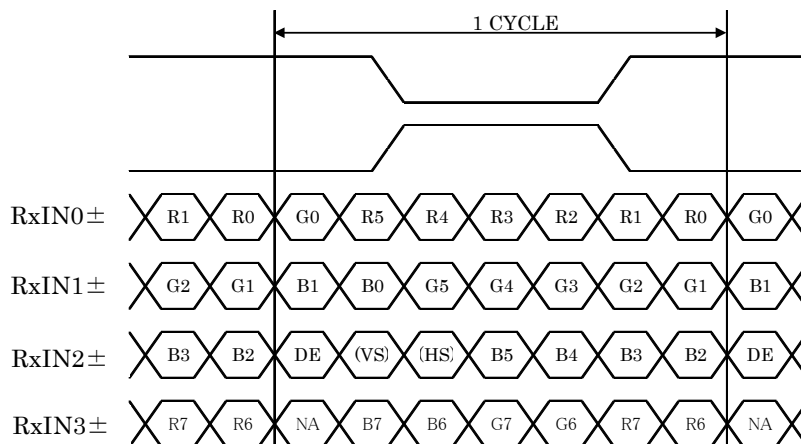 1 CYCLE
RxIN0± R1 R0 G0 R5 R4 R3 R2 R1 R0 G0
RxIN1± G2 G1 B1 B0 G5 G4 G3 G2 G1 B1
RxIN2± B3 B2 DE (VS) (HS) B5 B4 B3 B2 DE
RxIN3± R7 R6 NA B7 B6 G7 G6 R7 R6 NA